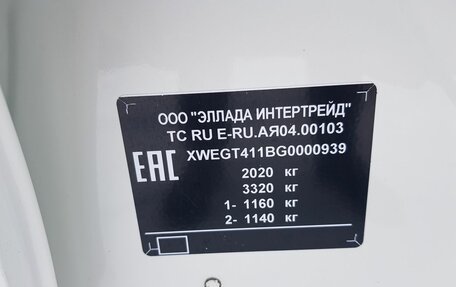 ООО "ЭЛЛАДА ИНТЕРТРЕЙД"
ТС RU E-RU.АЯ04.00103
EAC XWEGT411BG0000939
2020 кг
3320 кг
1- 1160 кг
2- 1140 кг